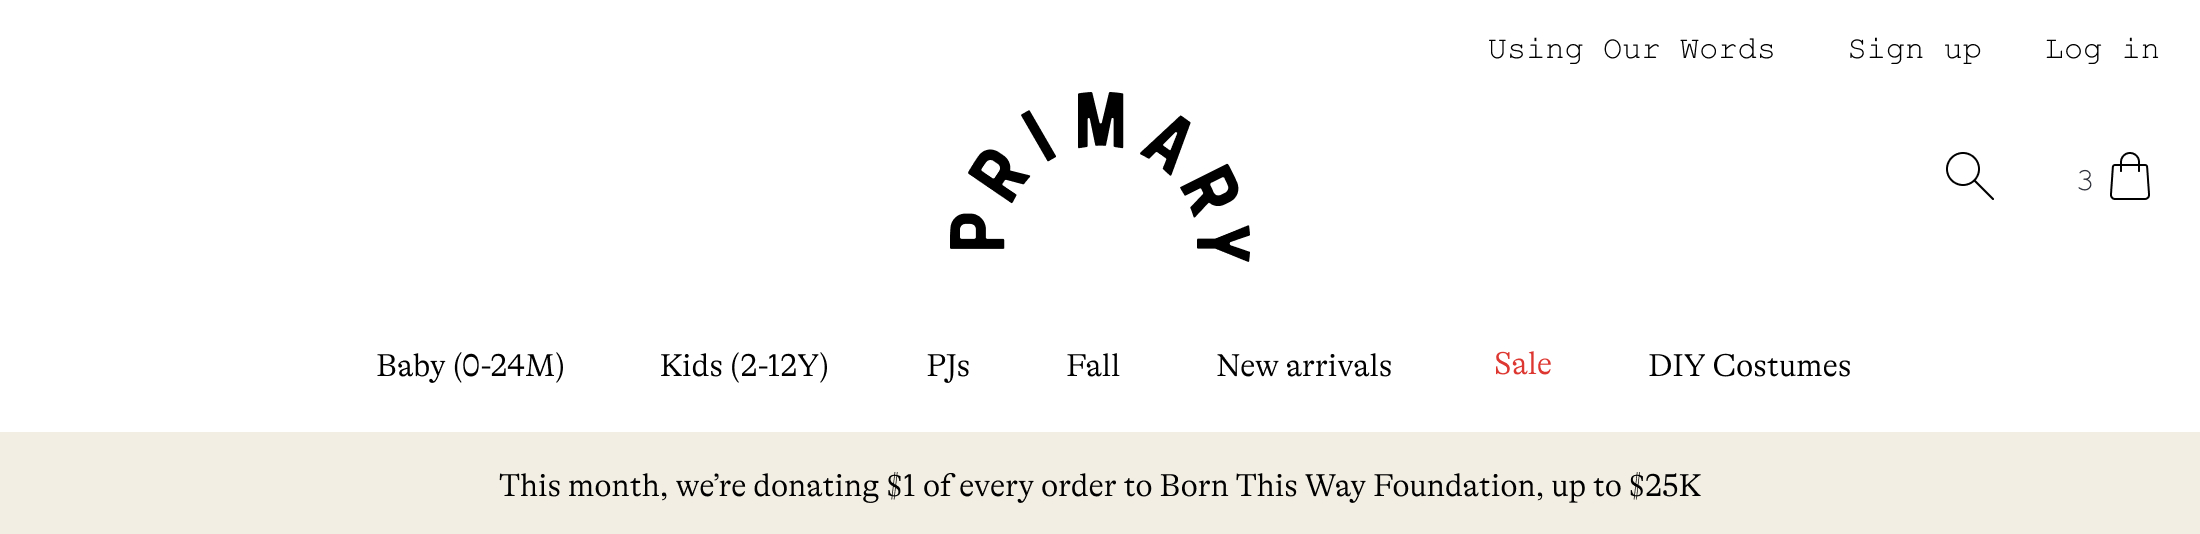 Using Our Words Sign up Log in
PRIMARY
3
Baby (0-24M) Kids (2-12Y) PJs Fall New arrivals Sale DIY Costumes
This month, we’re donating $1 of every order to Born This Way Foundation, up to $25K